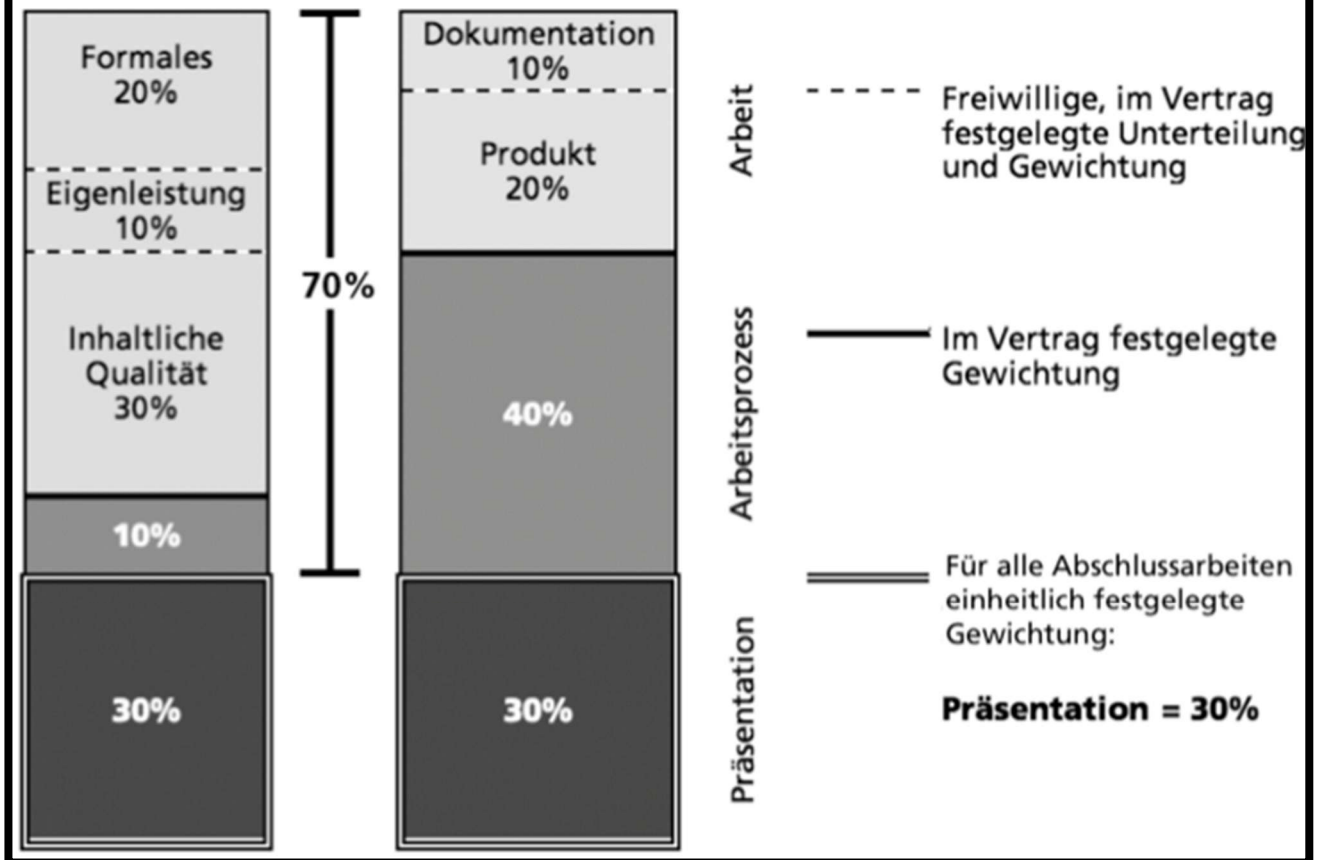 Formales
20%
Eigenleistung
10%
Inhaltliche
Qualität
30%
10%
30%
70%
Dokumentation
10%
Produkt
20%
40%
30%
Arbeit
Arbeitsprozess
Präsentation
Freiwillige, im Vertrag
festgelegte Unterteilung
und Gewichtung
Im Vertrag festgelegte
Gewichtung
Für alle Abschlussarbeiten
einheitlich festgelegte
Gewichtung:
Präsentation = 30%